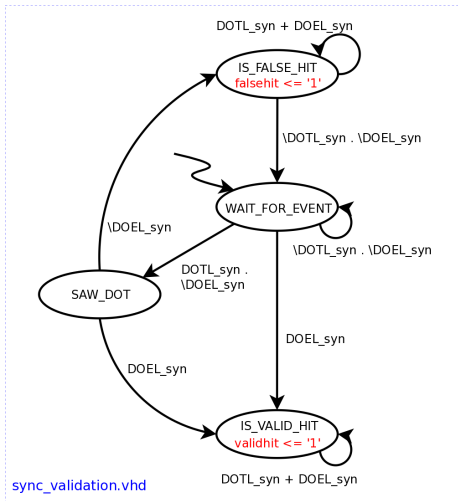 DOTL_syn + DOEL_syn
IS_FALSE_HIT
falsehit <= '1'
\DOTL_syn . \DOEL_syn
WAIT_FOR_EVENT
\DOEL_syn
\DOTL_syn . \DOEL_syn
DOTL_syn .
\DOEL_syn
SAW_DOT
DOEL_syn
DOEL_syn
IS_VALID_HIT
validhit <= '1'
DOTL_syn + DOEL_syn
sync_validation.vhd